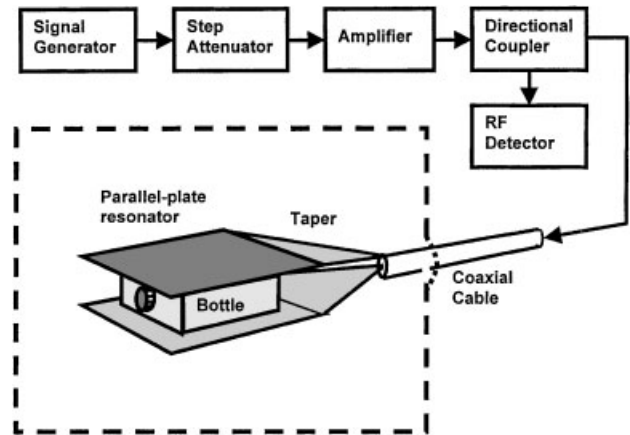 Signal
Generator
Step
Attenuator
Amplifier
Directional
Coupler
RF
Detector
Parallel-plate
resonator
Taper
Bottle
Coaxial
Cable